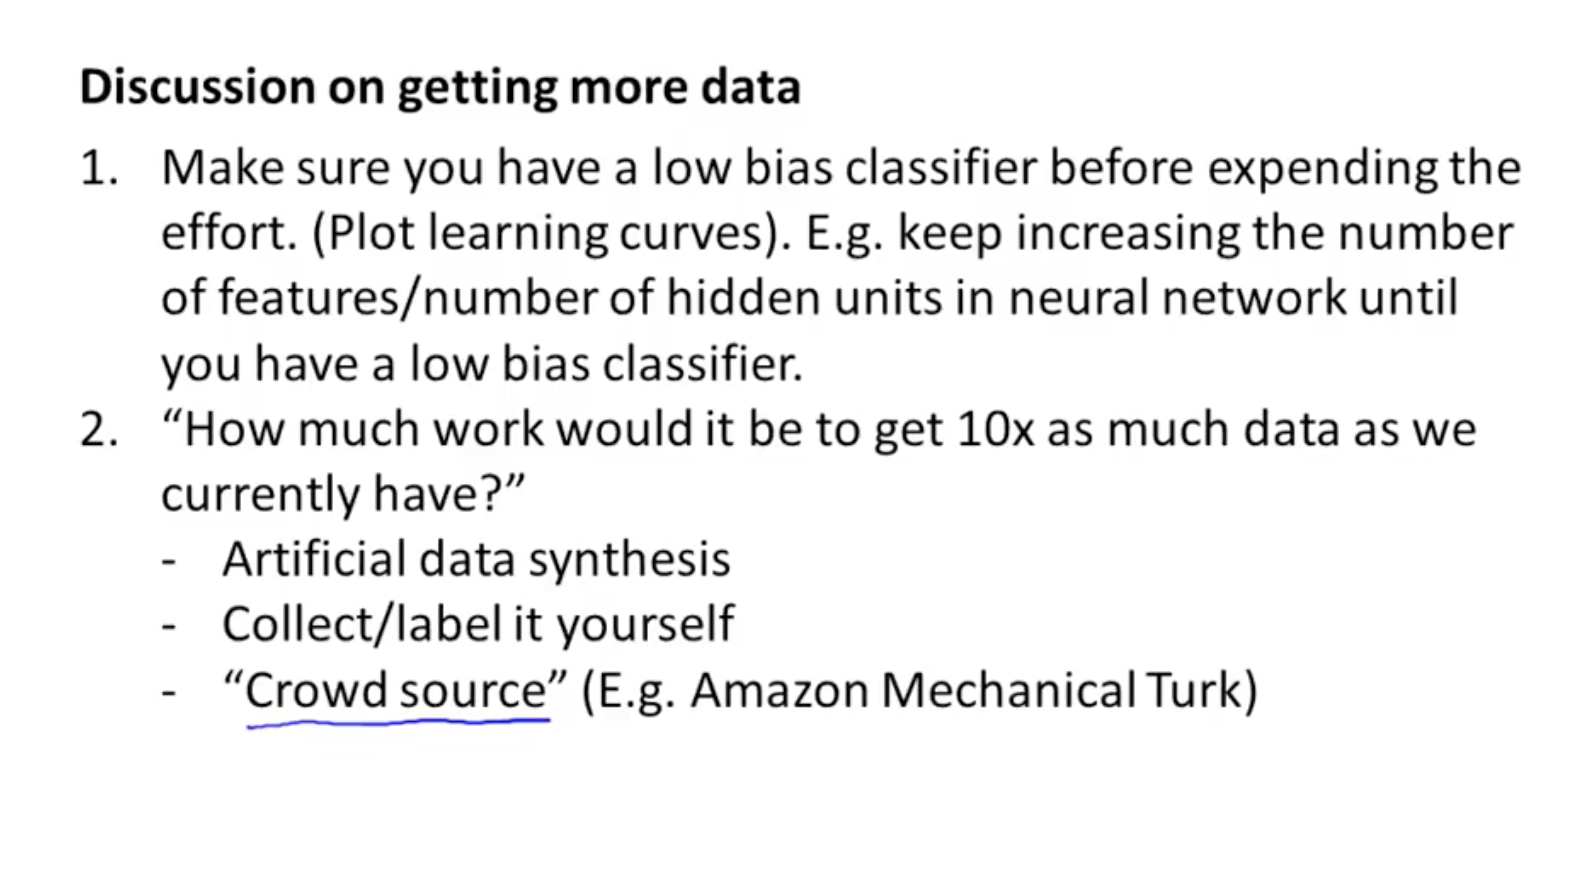 Discussion on getting more data
1. Make sure you have a low bias classifier before expending the
effort. (Plot learning curves). E.g. keep increasing the number
of features/number of hidden units in neural network until
you have a low bias classifier.
2. “How much work would it be to get 10x as much data as we
currently have?”
- Artificial data synthesis
- Collect/label it yourself
- “Crowd source” (E.g. Amazon Mechanical Turk)